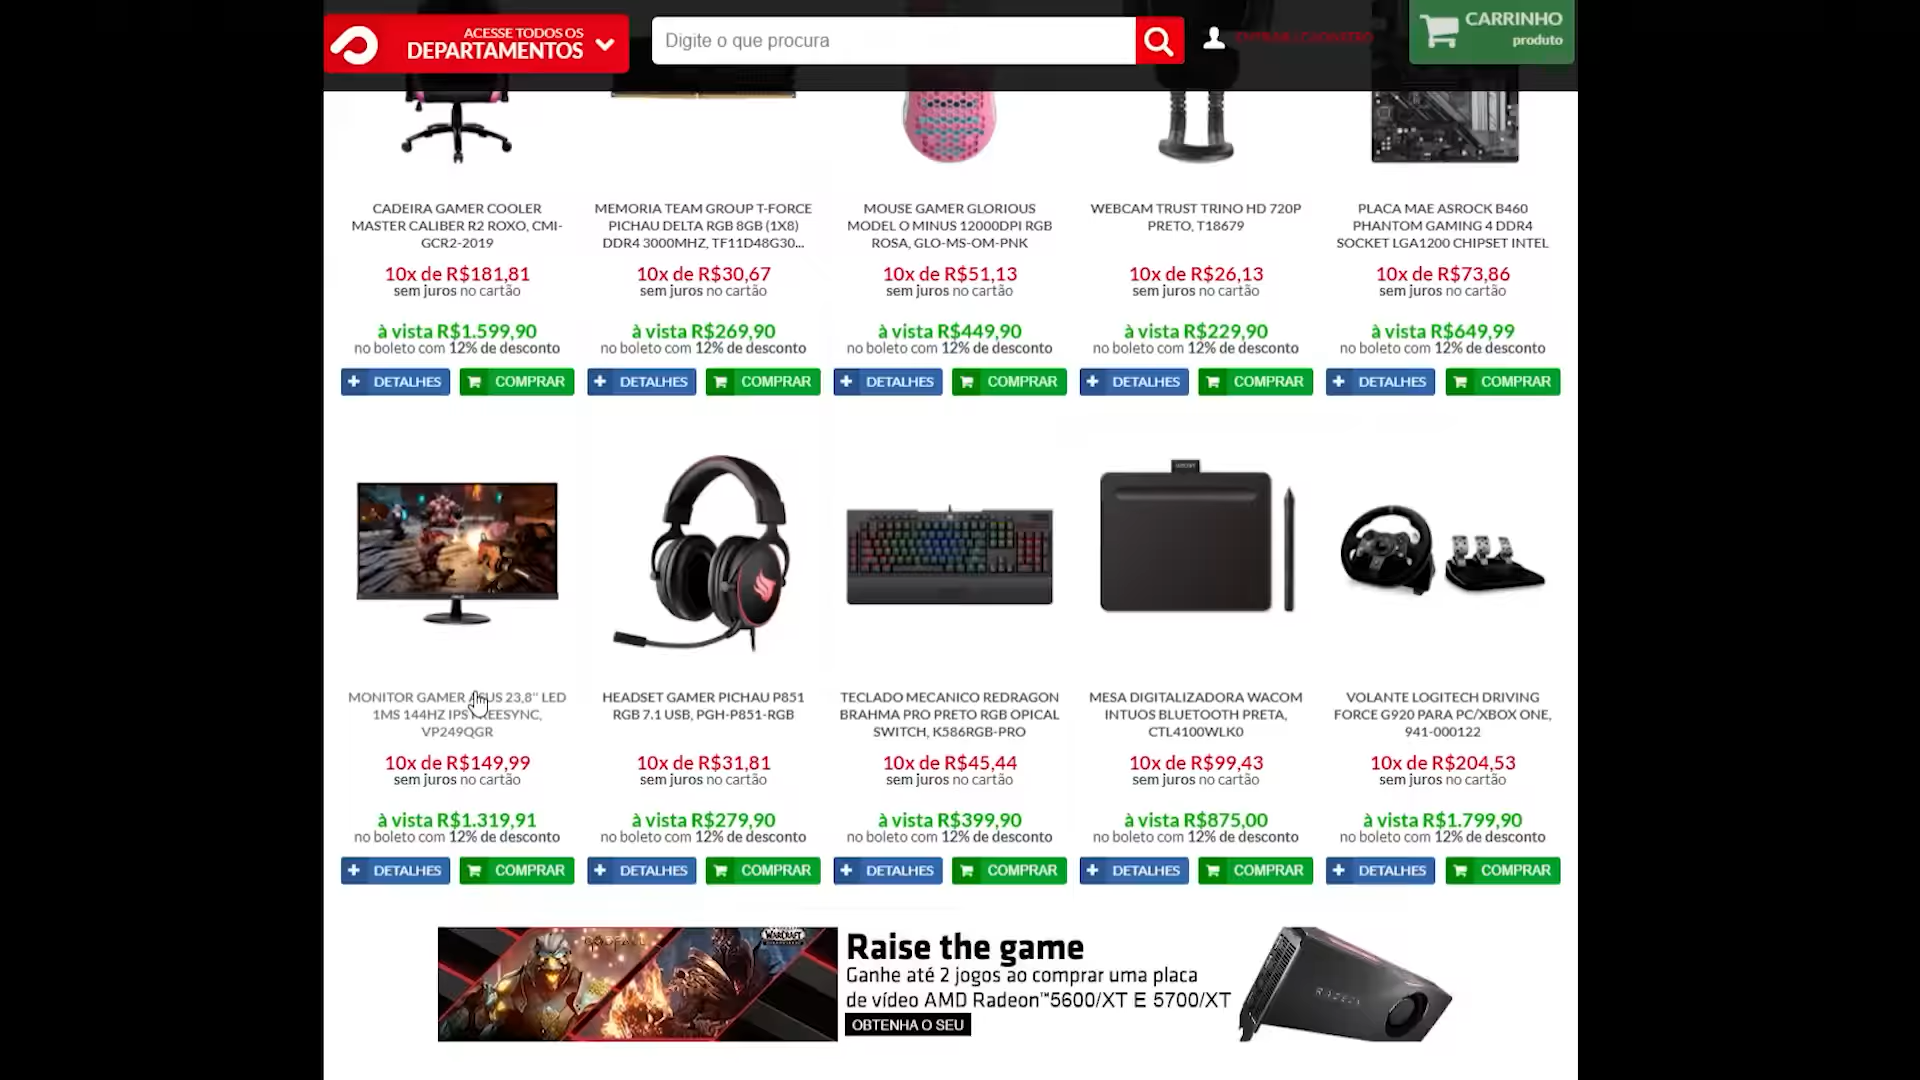 ACESSE TODOS OS
DEPARTAMENTOS
Digite o que procura
CARRINHO
produto
CADEIRA GAMER COOLER
MASTER CALIBER R2 ROXO, CMI-
GCR2-2019
10x de R$181,81
sem juros no cartão
à vista R$1.599,90
no boleto com 12% de desconto
DETALHES
COMPRAR
MEMORIA TEAM GROUP T-FORCE
PICHAU DELTA RGB 8GB (1X8)
DDR4 3000MHZ, TF11D48G30...
10x de R$30,67
sem juros no cartão
à vista R$269,90
no boleto com 12% de desconto
DETALHES
COMPRAR
MOUSE GAMER GLORIOUS
MODEL O MINUS 12000DPI RGB
ROSA, GLO-MS-OM-PNK
10x de R$51,13
sem juros no cartão
à vista R$449,90
no boleto com 12% de desconto
DETALHES
COMPRAR
WEBCAM TRUST TRINO HD 720P
PRETO, T18679
10x de R$26,13
sem juros no cartão
à vista R$229,90
no boleto com 12% de desconto
DETALHES
COMPRAR
PLACA MAE ASROCK B460
PHANTOM GAMING 4 DDR4
SOCKET LGA1200 CHIPSET INTEL
10x de R$73,86
sem juros no cartão
à vista R$649,99
no boleto com 12% de desconto
DETALHES
COMPRAR
MONITOR GAMER ASUS 23,8" LED
1MS 144HZ IPS FREESYNC,
VP249QGR
10x de R$149,99
sem juros no cartão
à vista R$1.319,91
no boleto com 12% de desconto
DETALHES
COMPRAR
HEADSET GAMER PICHAU P851
RGB 7.1 USB, PGH-P851-RGB
10x de R$31,81
sem juros no cartão
à vista R$279,90
no boleto com 12% de desconto
DETALHES
COMPRAR
TECLADO MECANICO REDRAGON
BRAHMA PRO PRETO RGB OPICAL
SWITCH, K586RGB-PRO
10x de R$45,44
sem juros no cartão
à vista R$399,90
no boleto com 12% de desconto
DETALHES
COMPRAR
MESA DIGITALIZADORA WACOM
INTUOS BLUETOOTH PRETA,
CTL4100WLK0
10x de R$99,43
sem juros no cartão
à vista R$875,00
no boleto com 12% de desconto
DETALHES
COMPRAR
VOLANTE LOGITECH DRIVING
FORCE G920 PARA PC/XBOX ONE,
941-000122
10x de R$204,53
sem juros no cartão
à vista R$1.799,90
no boleto com 12% de desconto
DETALHES
COMPRAR
GODFALL
WARCRAFT
Raise the game
Ganhe até 2 jogos ao comprar uma placa
de vídeo AMD Radeon™5600/XT E 5700/XT
OBTENHA O SEU
RADEON